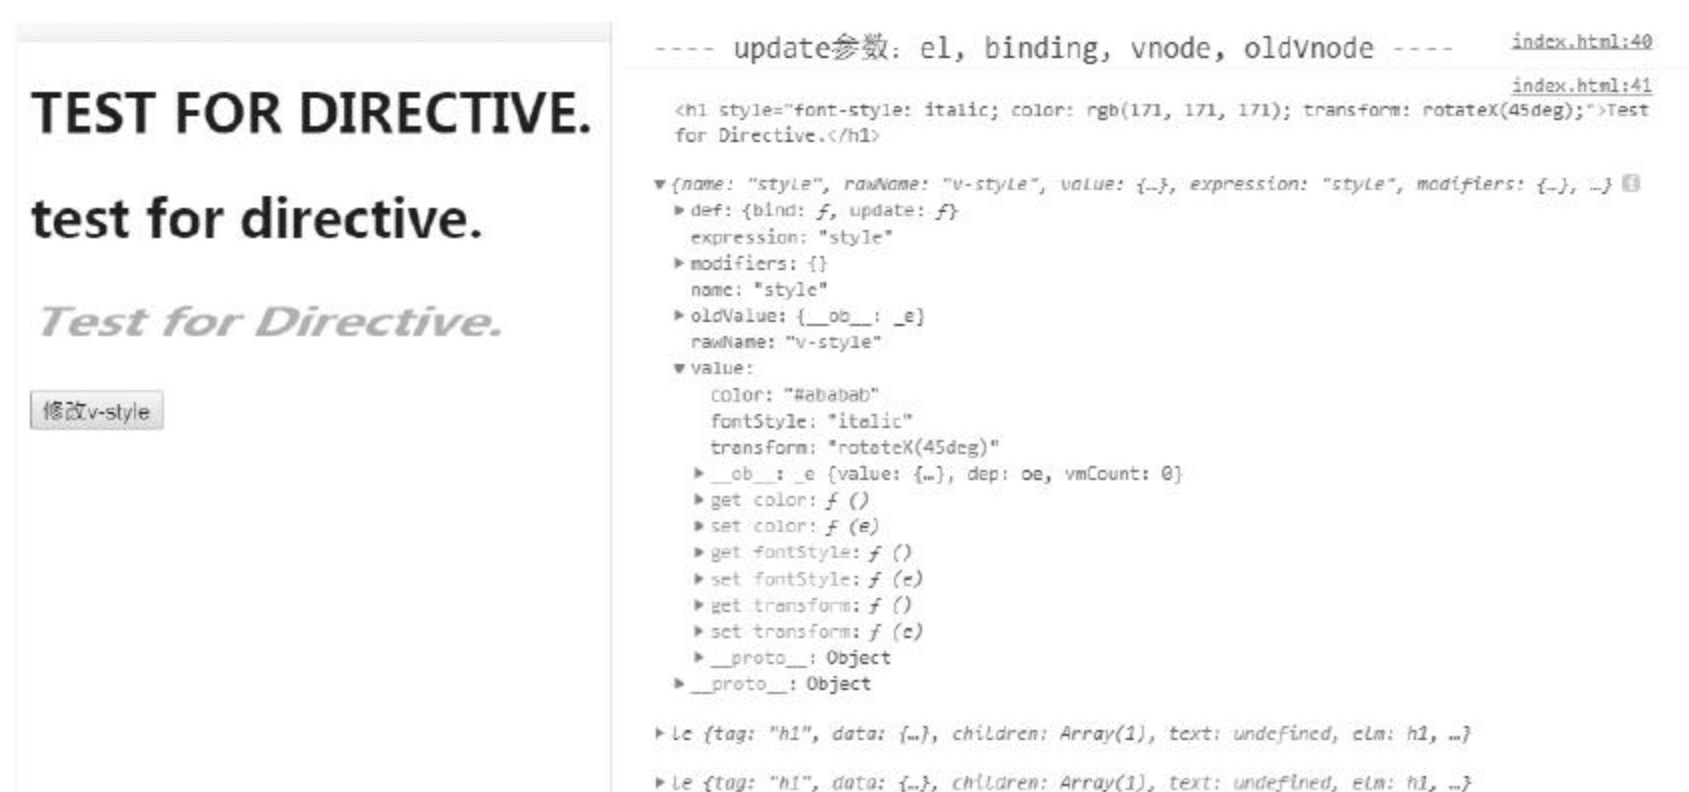 TEST FOR DIRECTIVE.
test for directive.
Test for Directive.
修改v-style
---- update参数: el, binding, vnode, oldVnode ----
index.html:40
index.html:41
<h1 style="font-style: italic; color: rgb(171, 171, 171); transform: rotateX(45deg);">Test
for Directive.</h1>
▼{name: "style", rawName: "v-style", value: {…}, expression: "style", modifiers: {…}, …}
▶def: {bind: ƒ, update: ƒ}
expression: "style"
▶modifiers: {}
name: "style"
▶oldValue: {__ob__: _e}
rawName: "v-style"
▼value:
color: "#ababab"
fontStyle: "italic"
transform: "rotateX(45deg)"
▶__ob__: _e {value: {…}, dep: oe, vmCount: 0}
▶get color: ƒ ()
▶set color: ƒ (e)
▶get fontStyle: ƒ ()
▶set fontStyle: ƒ (e)
▶get transform: ƒ ()
▶set transform: ƒ (e)
▶__proto__: Object
▶__proto__: Object
▶le {tag: "h1", data: {…}, children: Array(1), text: undefined, elm: h1, …}
▶le {tag: "h1", data: {…}, children: Array(1), text: undefined, elm: h1, …}